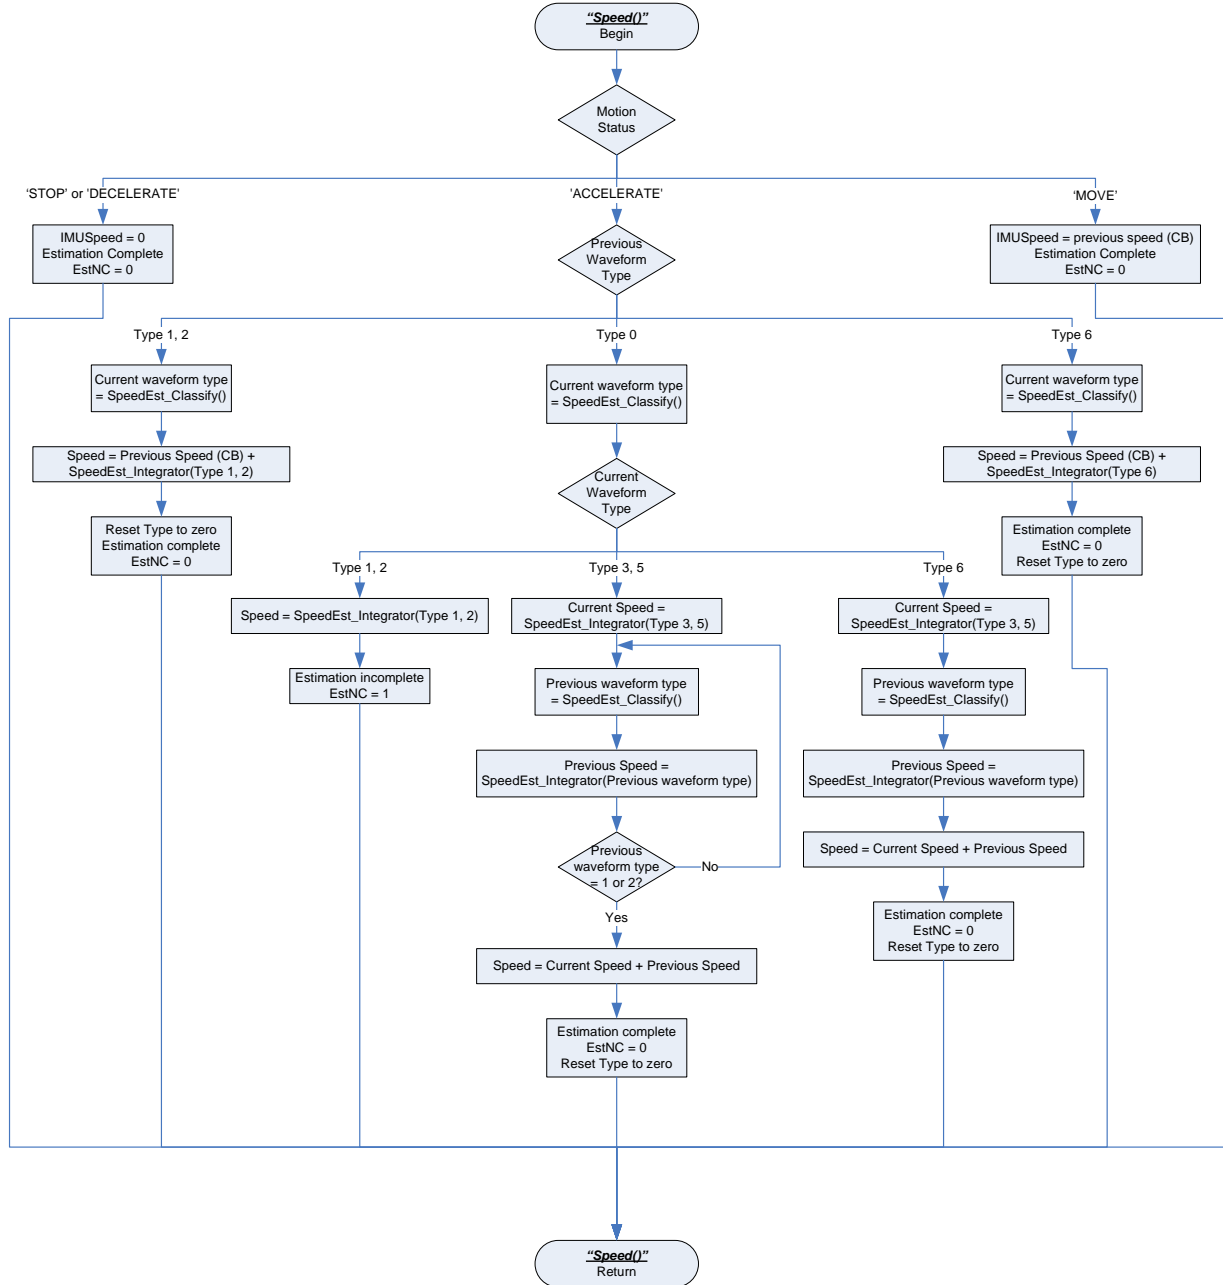 "Speed()"
Begin
Motion
Status
'STOP' or 'DECELERATE'
'ACCELERATE'
'MOVE'
IMUSpeed = 0
Estimation Complete
EstNC = 0
Previous
Waveform
Type
IMUSpeed = previous speed (CB)
Estimation Complete
EstNC = 0
Type 1, 2
Type 0
Type 6
Current waveform type
= SpeedEst_Classify()
Current waveform type
= SpeedEst_Classify()
Current waveform type
= SpeedEst_Classify()
Speed = Previous Speed (CB) +
SpeedEst_Integrator(Type 1, 2)
Current
Waveform
Type
Speed = Previous Speed (CB) +
SpeedEst_Integrator(Type 6)
Reset Type to zero
Estimation complete
EstNC = 0
Estimation complete
EstNC = 0
Reset Type to zero
Type 1, 2
Type 3, 5
Type 6
Speed = SpeedEst_Integrator(Type 1, 2)
Current Speed =
SpeedEst_Integrator(Type 3, 5)
Current Speed =
SpeedEst_Integrator(Type 3, 5)
Estimation incomplete
EstNC = 1
Previous waveform type
= SpeedEst_Classify()
Previous waveform type
= SpeedEst_Classify()
Previous Speed =
SpeedEst_Integrator(Previous waveform type)
Previous Speed =
SpeedEst_Integrator(Previous waveform type)
Previous
waveform type
= 1 or 2?
No
Speed = Current Speed + Previous Speed
Yes
Estimation complete
EstNC = 0
Reset Type to zero
Speed = Current Speed + Previous Speed
Estimation complete
EstNC = 0
Reset Type to zero
"Speed()"
Return